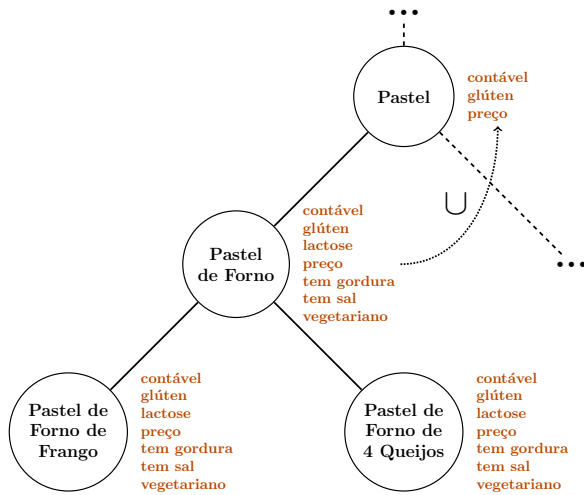 ...
Pastel
contável
glúten
preço
∪
...
Pastel
de Forno
contável
glúten
lactose
preço
tem gordura
tem sal
vegetariano
Pastel de
Forno de
Frango
contável
glúten
lactose
preço
tem gordura
tem sal
vegetariano
Pastel de
Forno de
4 Queijos
contável
glúten
lactose
preço
tem gordura
tem sal
vegetariano